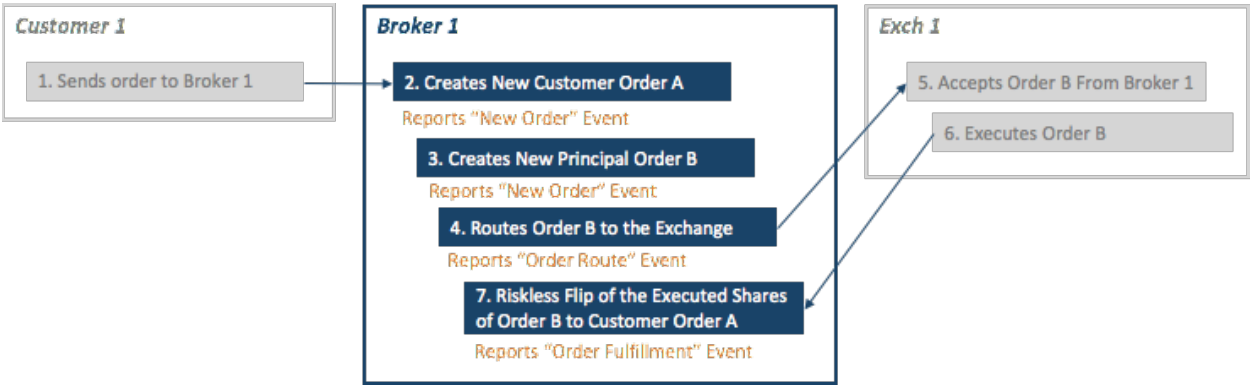 Customer 1
1. Sends order to Broker 1
Broker 1
2. Creates New Customer Order A
Reports "New Order" Event
3. Creates New Principal Order B
Reports "New Order" Event
4. Routes Order B to the Exchange
Reports "Order Route" Event
7. Riskless Flip of the Executed Shares
of Order B to Customer Order A
Reports "Order Fulfillment" Event
Exch 1
5. Accepts Order B From Broker 1
6. Executes Order B